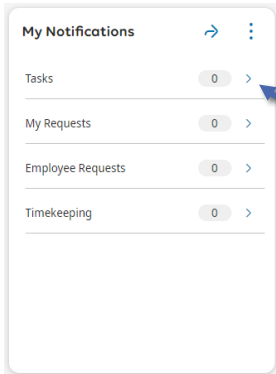 My Notifications
Tasks 0
My Requests 0
Employee Requests 0
Timekeeping 0